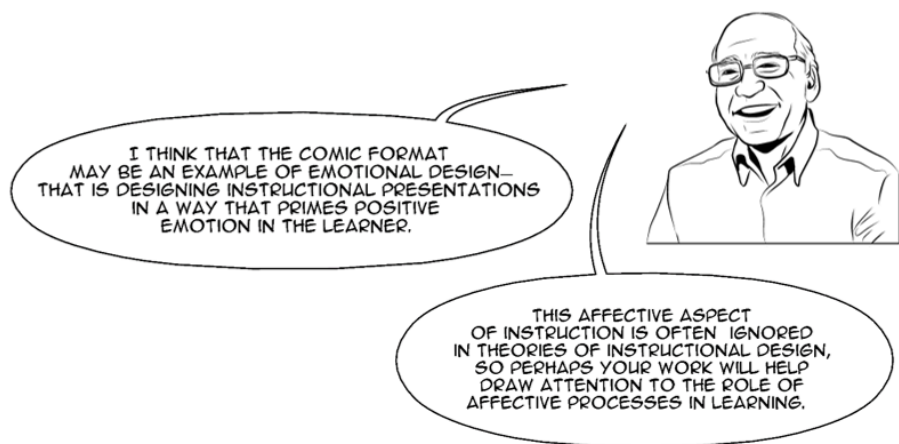 I THINK THAT THE COMIC FORMAT
MAY BE AN EXAMPLE OF EMOTIONAL DESIGN—
THAT IS DESIGNING INSTRUCTIONAL PRESENTATIONS
IN A WAY THAT PRIMES POSITIVE
EMOTION IN THE LEARNER.
THIS AFFECTIVE ASPECT
OF INSTRUCTION IS OFTEN IGNORED
IN THEORIES OF INSTRUCTIONAL DESIGN,
SO PERHAPS YOUR WORK WILL HELP
DRAW ATTENTION TO THE ROLE OF
AFFECTIVE PROCESSES IN LEARNING.